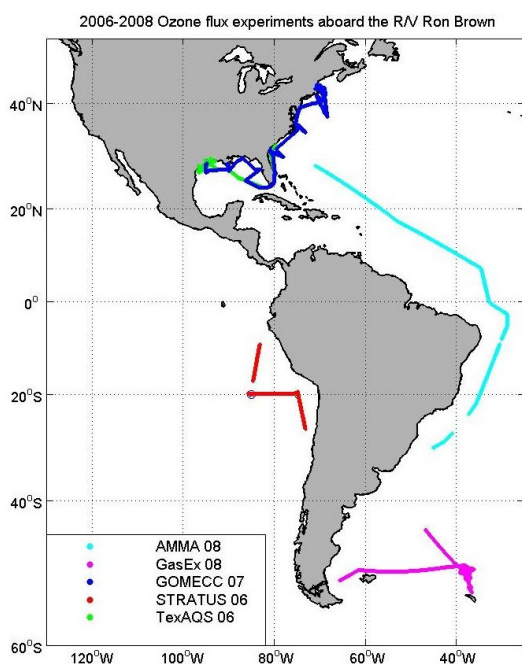 2006-2008 Ozone flux experiments aboard the R/V Ron Brown
40°N
20°N
0°
20°S
40°S
60°S
AMMA 08
GasEx 08
GOMECC 07
STRATUS 06
TexAQS 06
120°W
100°W
80°W
60°W
40°W